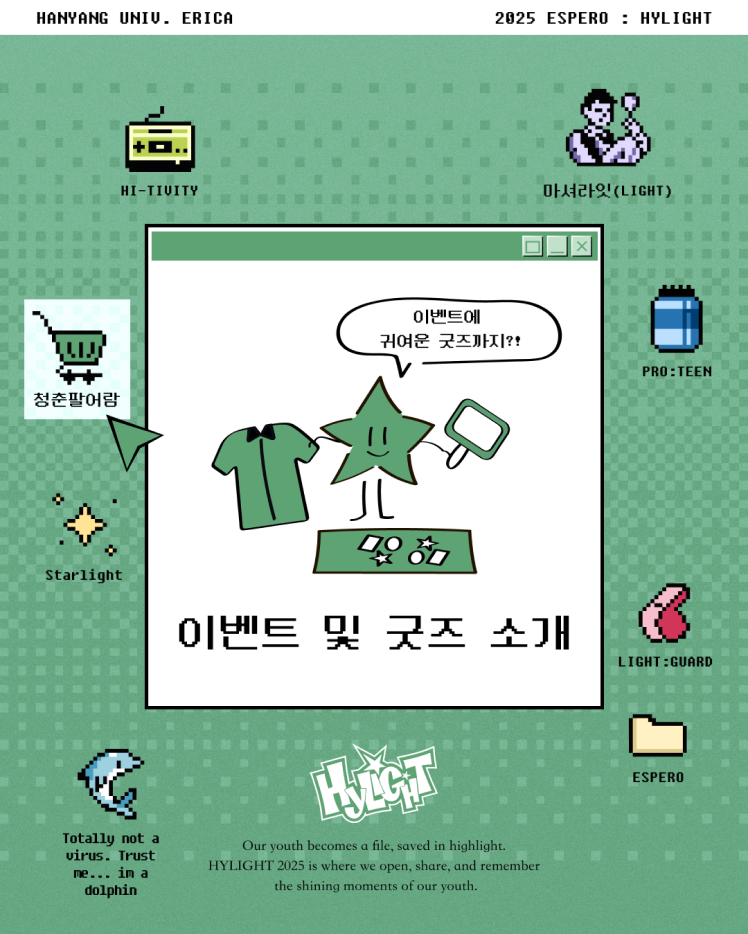 HANYANG UNIV. ERICA
2025 ESPERO : HYLIGHT
HI-TIVITY
마셔라잇(LIGHT)
이벤트에
귀여운 굿즈까지?!
PRO:TEEN
청춘팔어람
Starlight
이벤트 및 굿즈 소개
LIGHT:GUARD
ESPERO
HYLIGHT
Totally not a
virus. Trust
me... im a
dolphin
Our youth becomes a file, saved in highlight.
HYLIGHT 2025 is where we open, share, and remember
the shining moments of our youth.